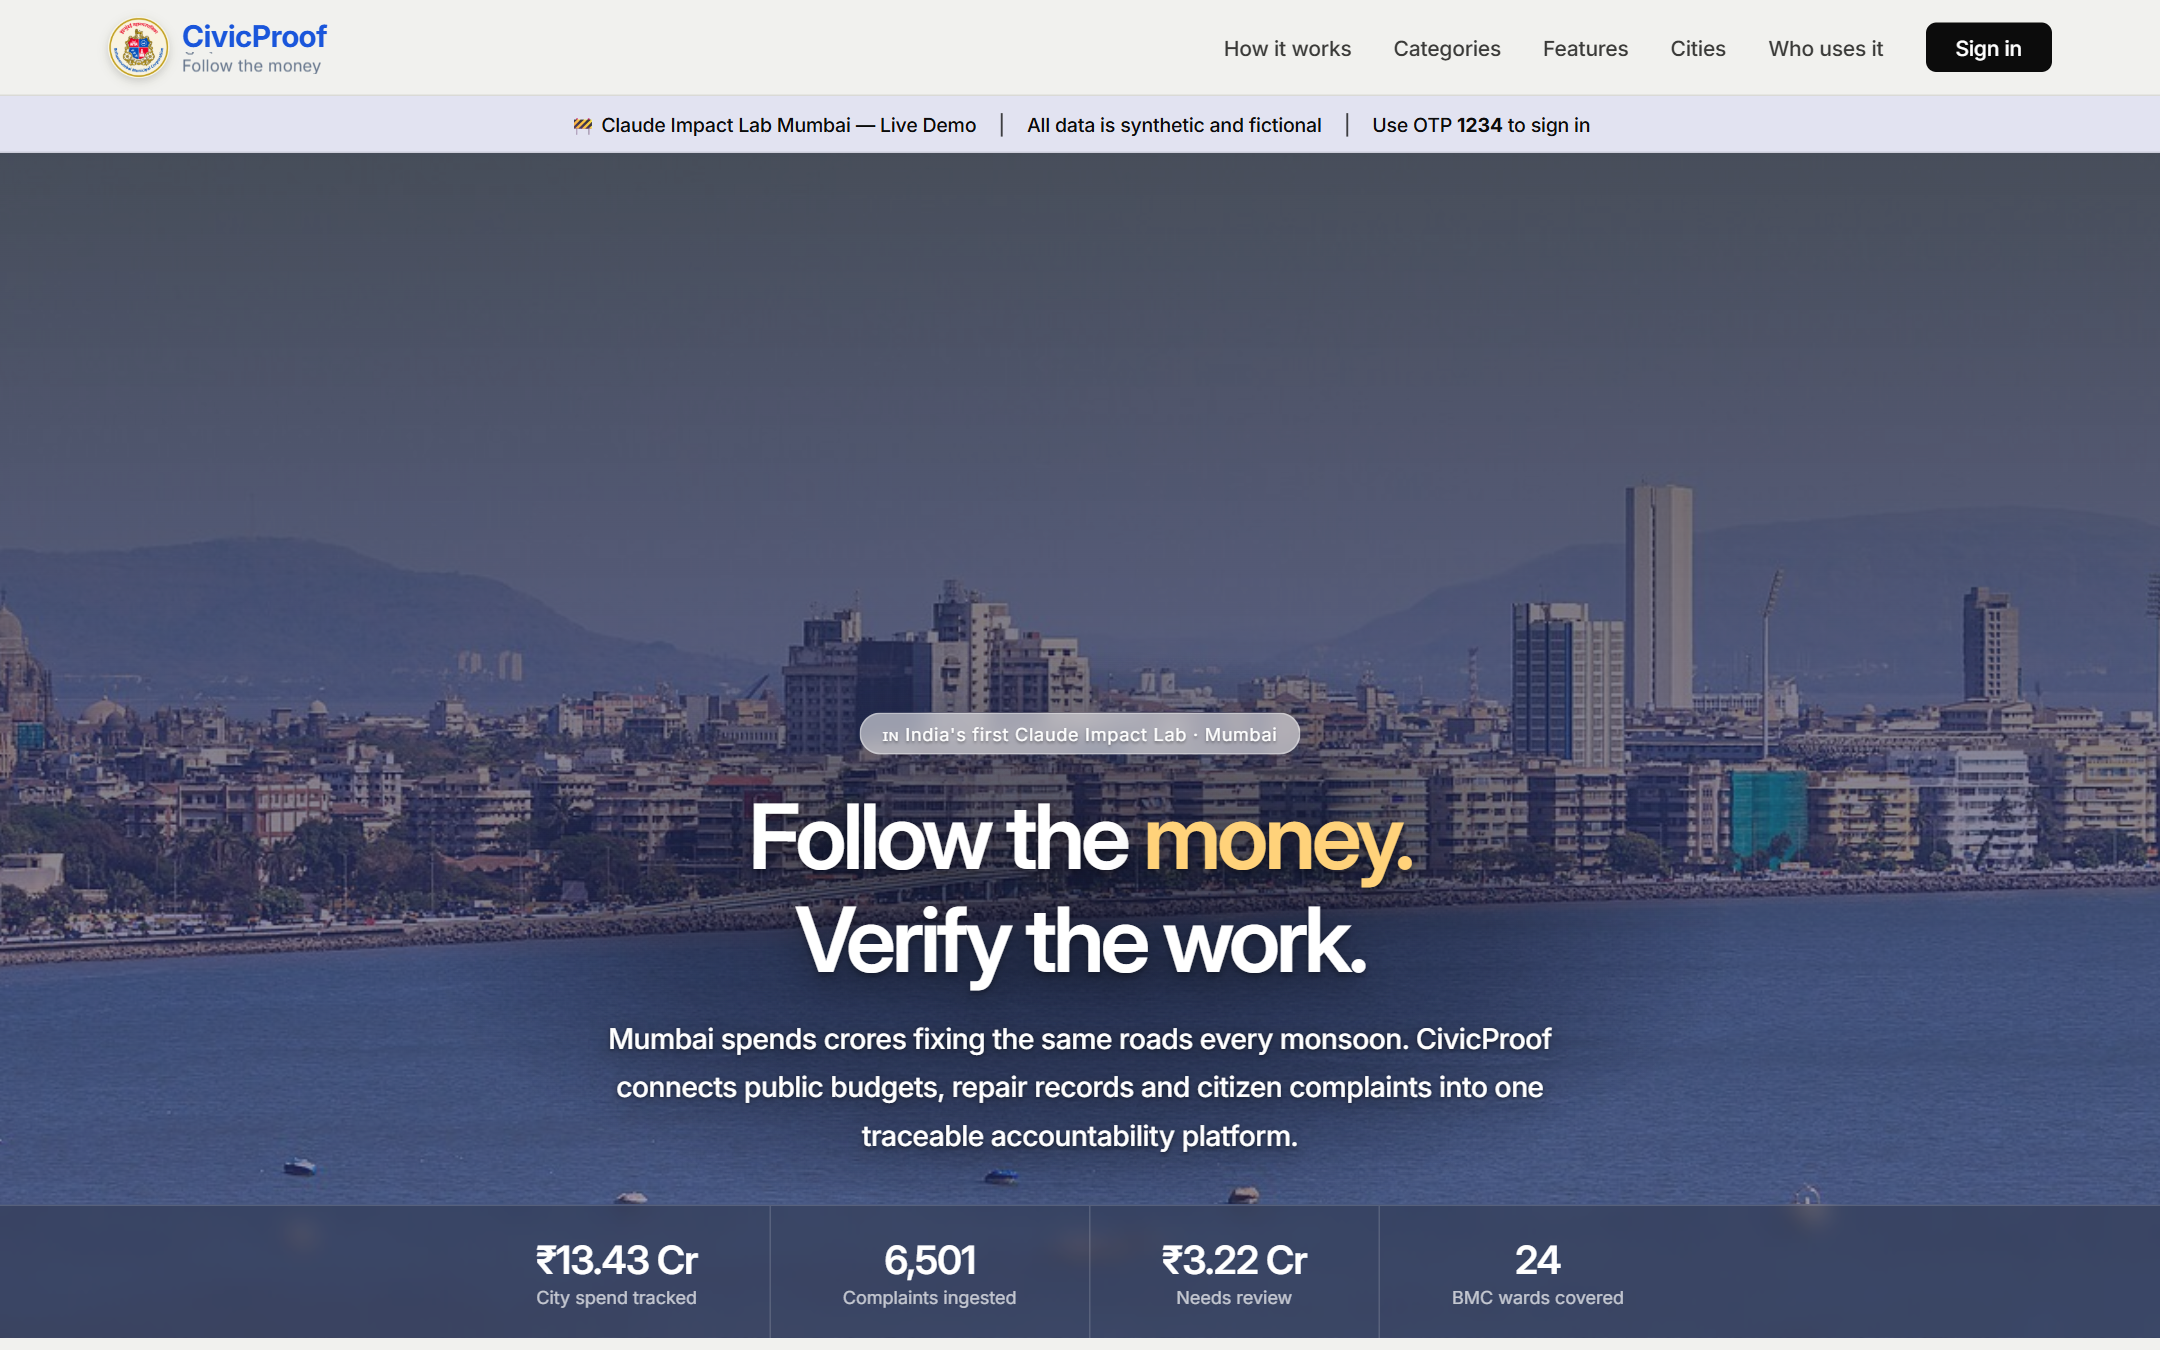 CivicProof
Follow the money
How it works
Categories
Features
Cities
Who uses it
Sign in
🚧 Claude Impact Lab Mumbai — Live Demo | All data is synthetic and fictional | Use OTP 1234 to sign in
IN India's first Claude Impact Lab · Mumbai
Follow the money.
Verify the work.
Mumbai spends crores fixing the same roads every monsoon. CivicProof
connects public budgets, repair records and citizen complaints into one
traceable accountability platform.
₹13.43 Cr
City spend tracked
6,501
Complaints ingested
₹3.22 Cr
Needs review
24
BMC wards covered